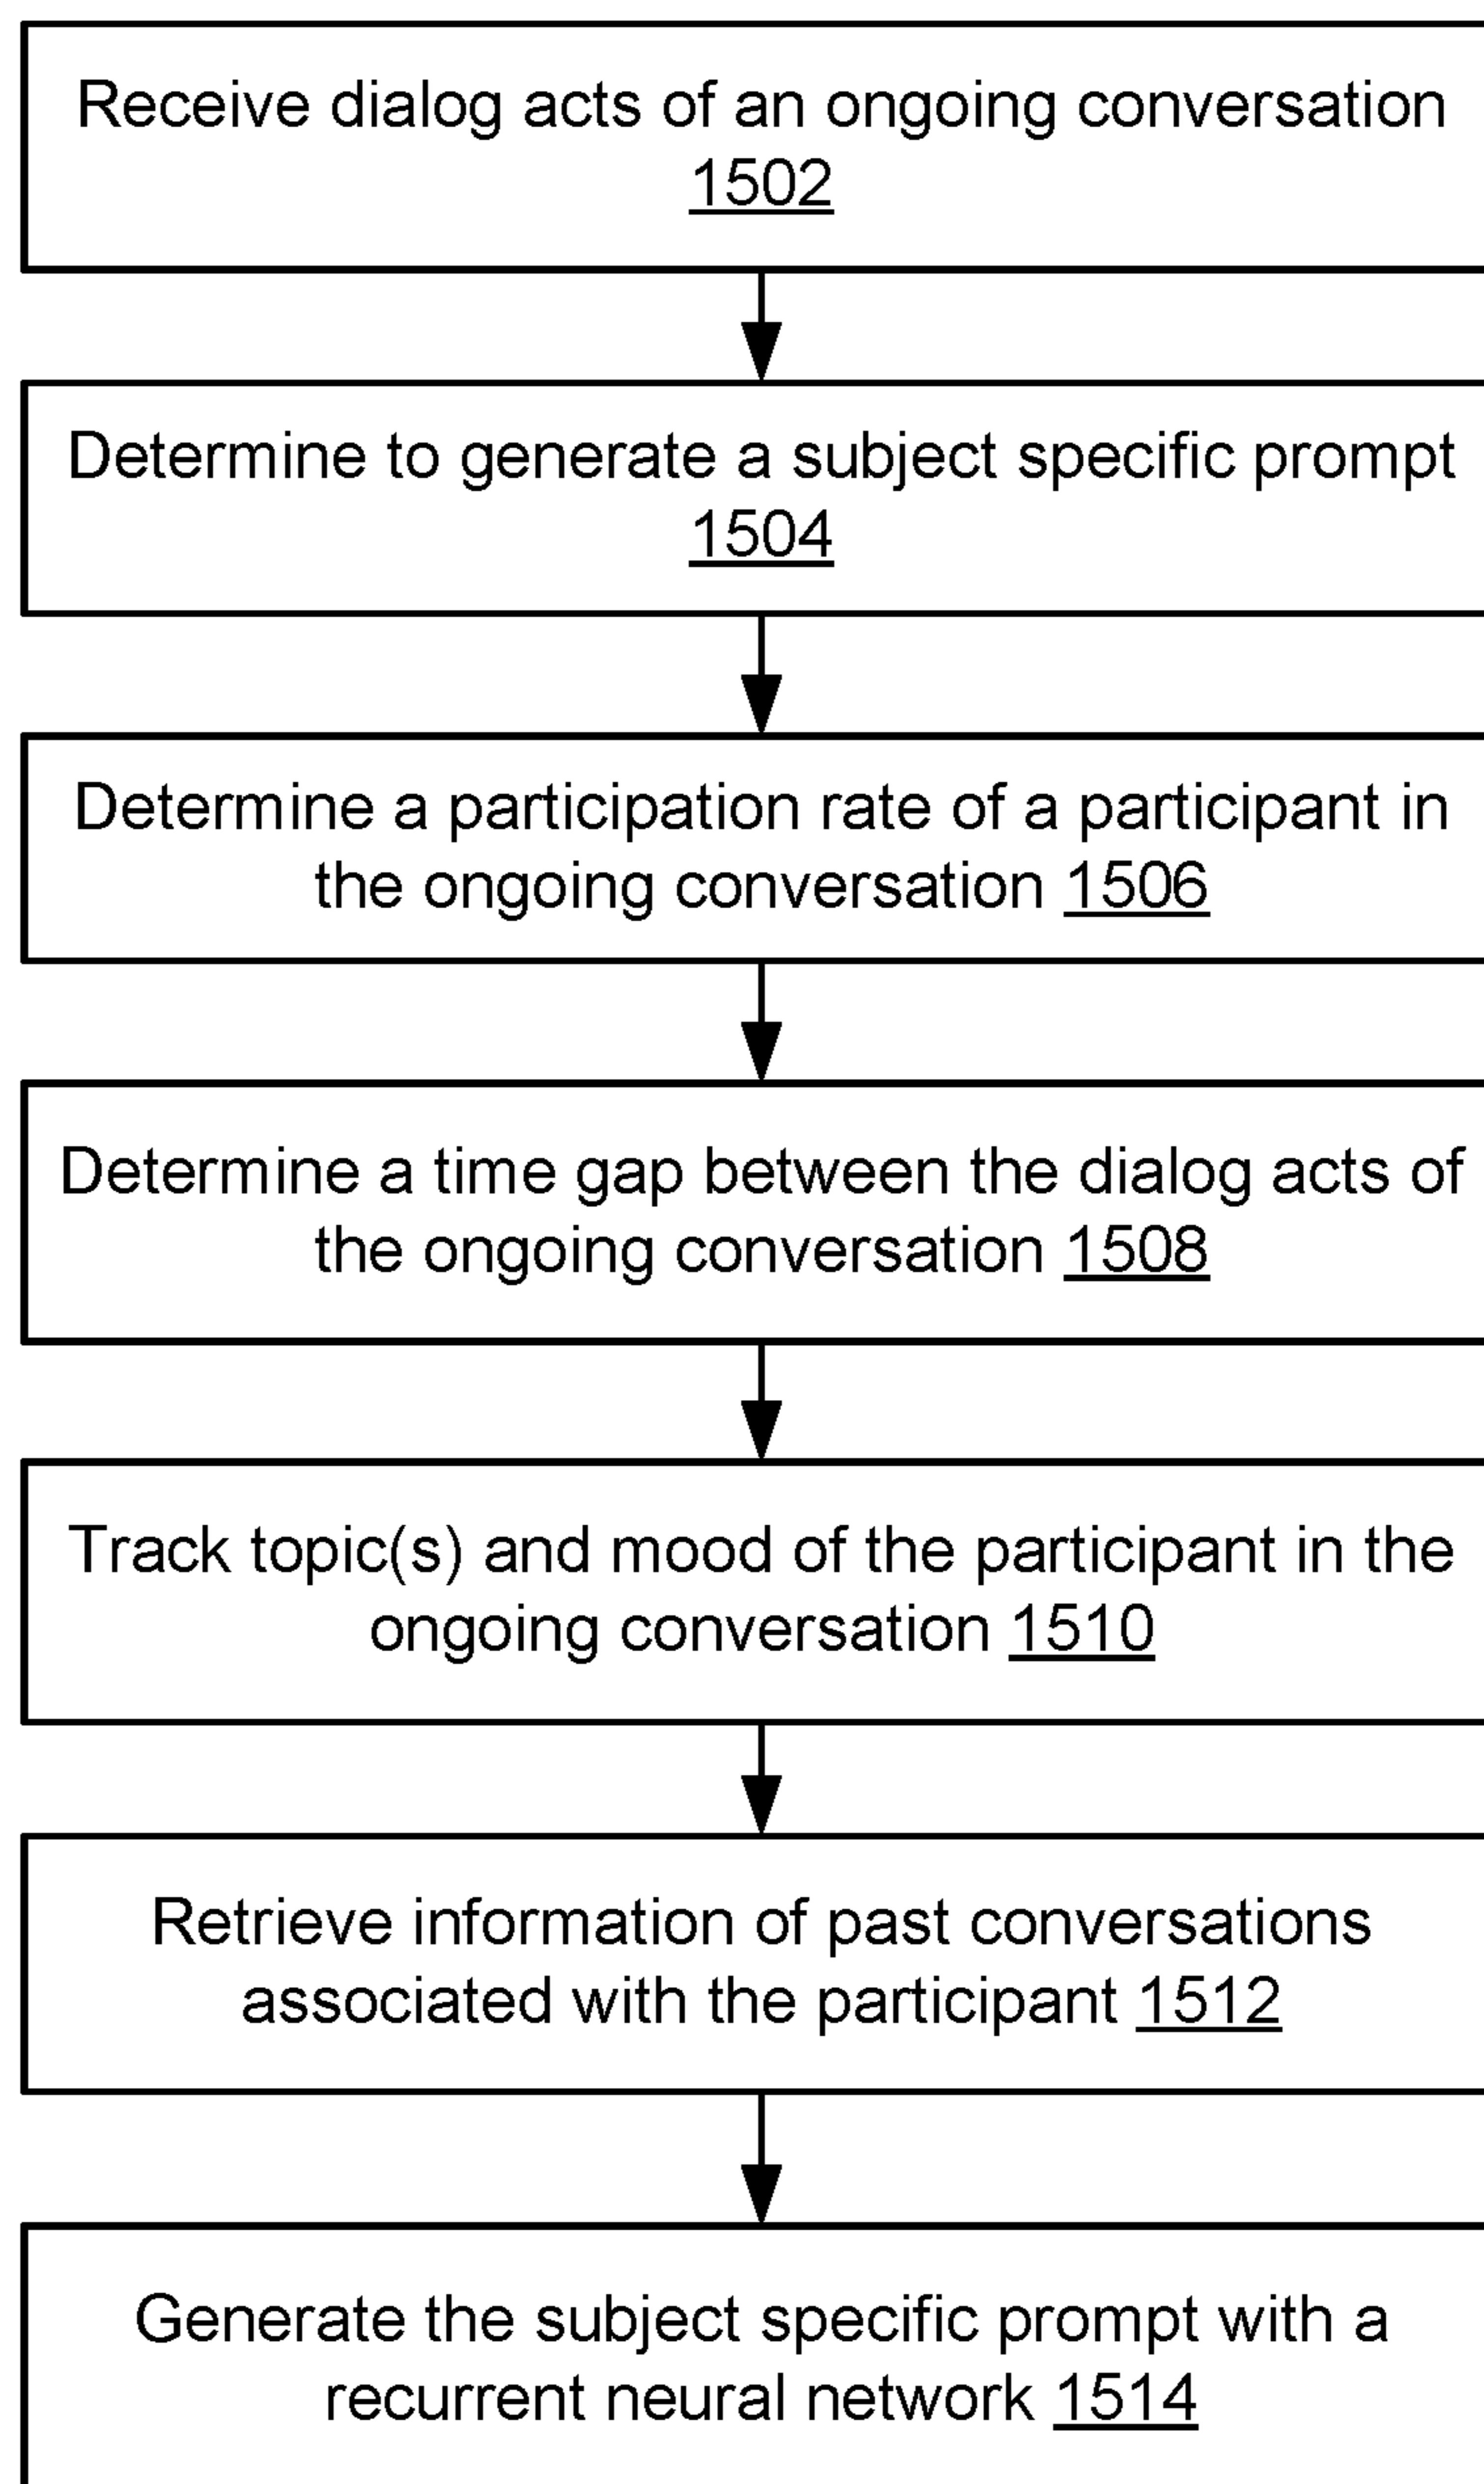 Receive dialog acts of an ongoing conversation
1502
Determine to generate a subject specific prompt
1504
Determine a participation rate of a participant in
the ongoing conversation 1506
Determine a time gap between the dialog acts of
the ongoing conversation 1508
Track topic(s) and mood of the participant in the
ongoing conversation 1510
Retrieve information of past conversations
associated with the participant 1512
Generate the subject specific prompt with a
recurrent neural network 1514